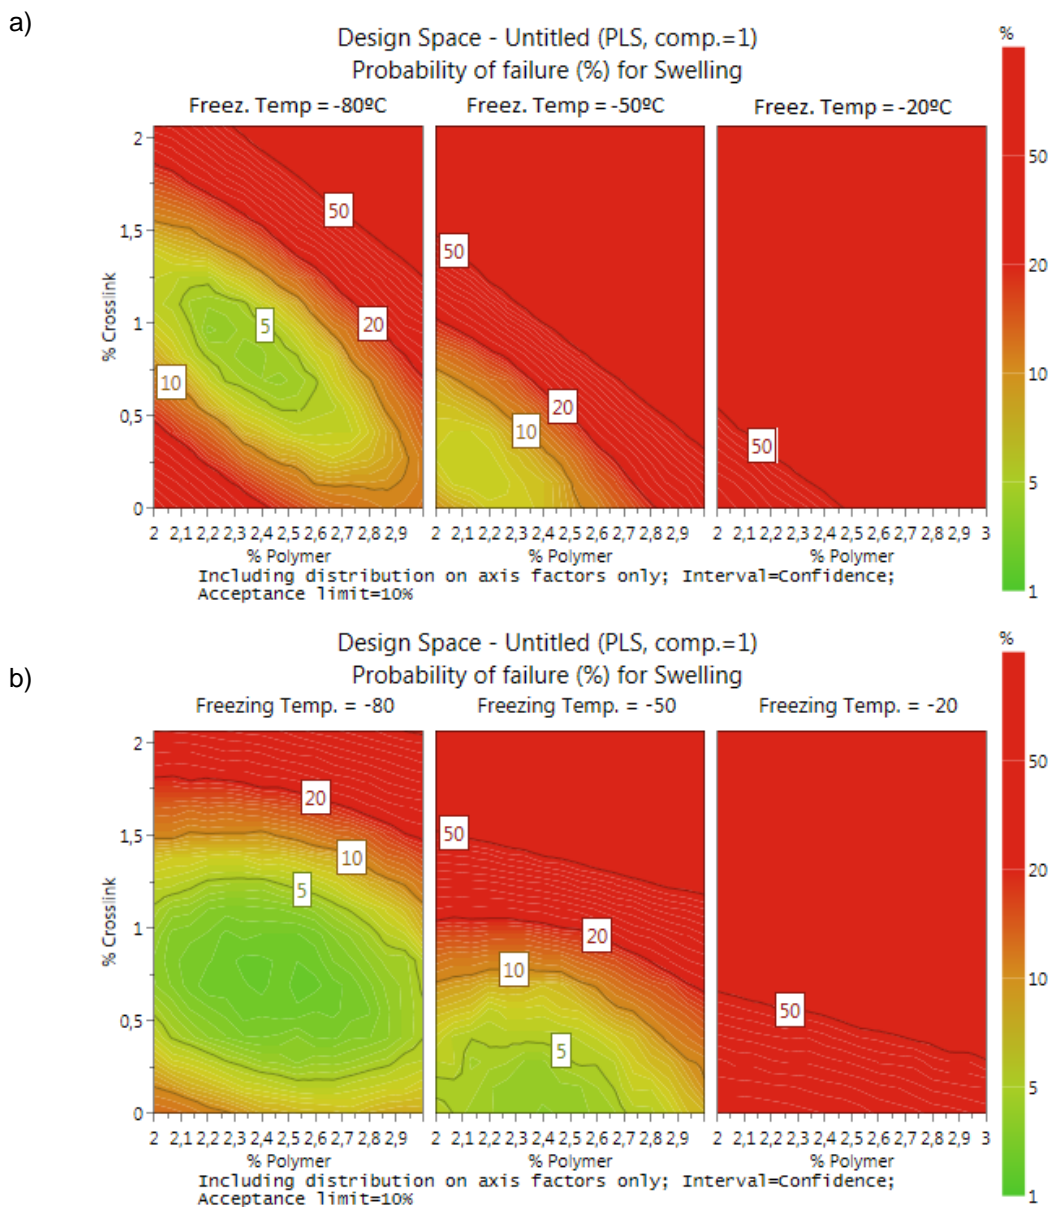 a)
Design Space - Untitled (PLS, comp.=1)
Probability of failure (%) for Swelling
%
Freez. Temp = -80ºC
Freez. Temp = -50ºC
Freez. Temp = -20ºC
2
1,5
1
0,5
0
% Crosslink
50
20
5
10
50
20
10
50
50
20
10
5
1
2 2,1 2,2 2,3 2,4 2,5 2,6 2,7 2,8 2,9
2 2,1 2,2 2,3 2,4 2,5 2,6 2,7 2,8 2,9
2 2,1 2,2 2,3 2,4 2,5 2,6 2,7 2,8 2,9 3
% Polymer
% Polymer
% Polymer
Including distribution on axis factors only; Interval=Confidence;
Acceptance limit=10%
b)
Design Space - Untitled (PLS, comp.=1)
Probability of failure (%) for Swelling
%
Freezing Temp. = -80
Freezing Temp. = -50
Freezing Temp. = -20
2
1,5
1
0,5
0
% Crosslink
20
10
5
50
20
10
5
50
50
20
10
5
1
2 2,1 2,2 2,3 2,4 2,5 2,6 2,7 2,8 2,9
2 2,1 2,2 2,3 2,4 2,5 2,6 2,7 2,8 2,9
2 2,1 2,2 2,3 2,4 2,5 2,6 2,7 2,8 2,9 3
% Polymer
% Polymer
% Polymer
Including distribution on axis factors only; Interval=Confidence;
Acceptance limit=10%